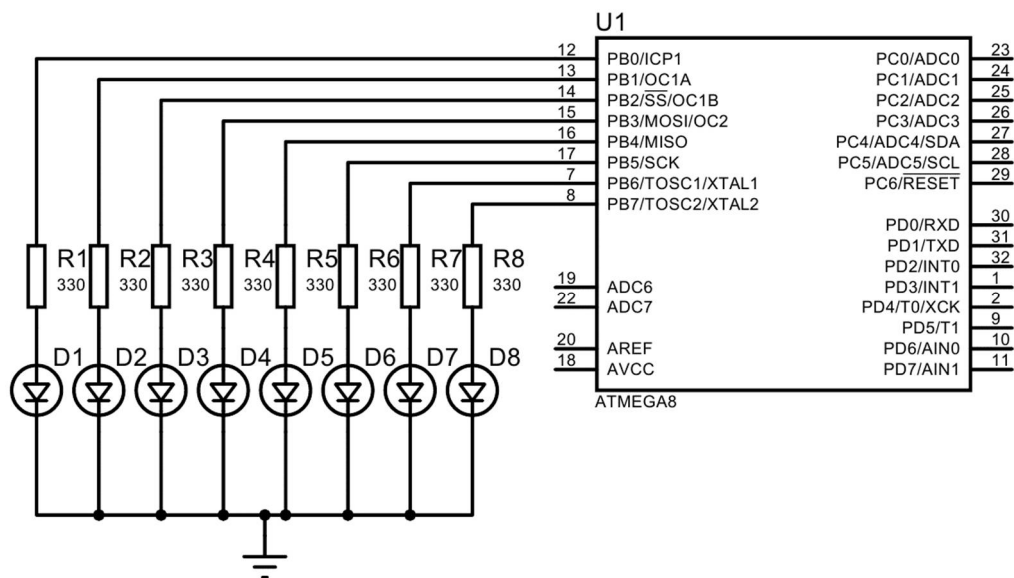 U1
12 PB0/ICP1 PC0/ADC0 23
13 PB1/OC1A PC1/ADC1 24
14 PB2/SS/OC1B PC2/ADC2 25
15 PB3/MOSI/OC2 PC3/ADC3 26
16 PB4/MISO PC4/ADC4/SDA 27
17 PB5/SCK PC5/ADC5/SCL 28
7 PB6/TOSC1/XTAL1 PC6/RESET 29
8 PB7/TOSC2/XTAL2
PD0/RXD 30
PD1/TXD 31
R1 R2 R3 R4 R5 R6 R7 R8 PD2/INT0 32
330 330 330 330 330 330 330 330 19 ADC6 PD3/INT1 1
22 ADC7 PD4/T0/XCK 2
PD5/T1 9
D1 D2 D3 D4 D5 D6 D7 D8 20 AREF PD6/AIN0 10
18 AVCC PD7/AIN1 11
ATMEGA8